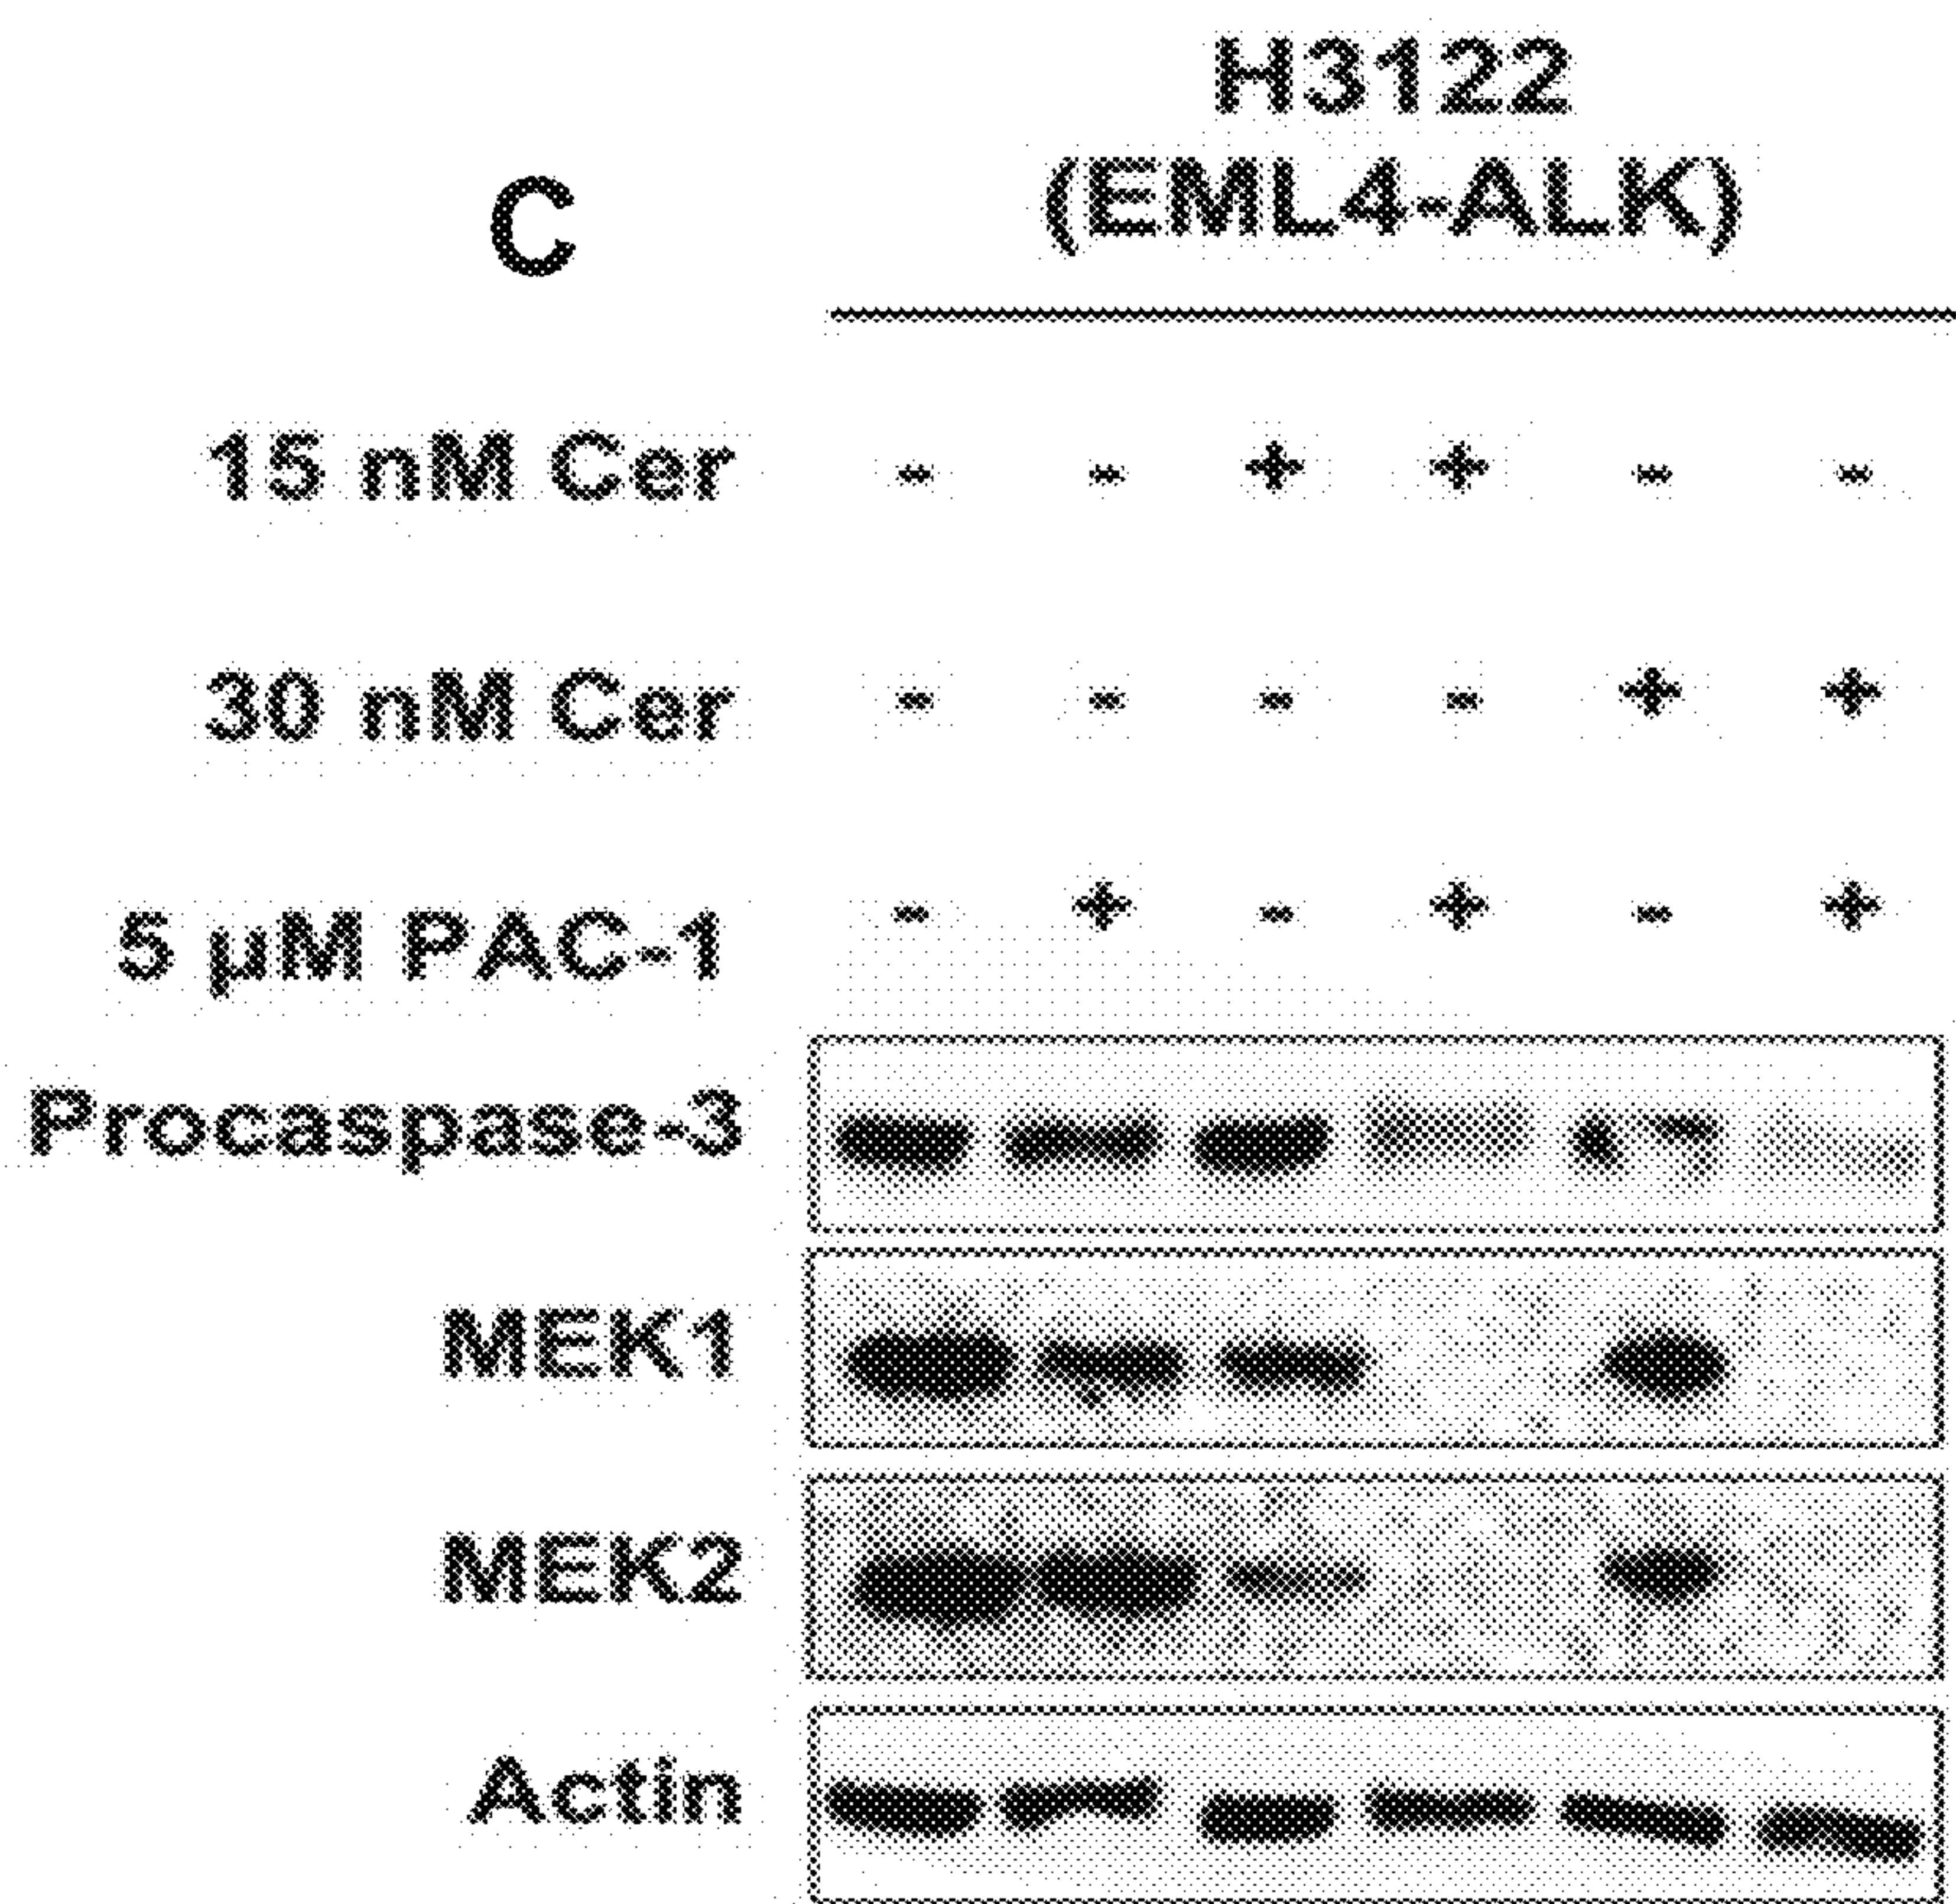 H3122
C (EML4-ALK)
15 nM Cer - - + + - -
30 nM Cer - - - - + +
5 µM PAC-1 - + - + - +
Procaspase-3
MEK1
MEK2
Actin